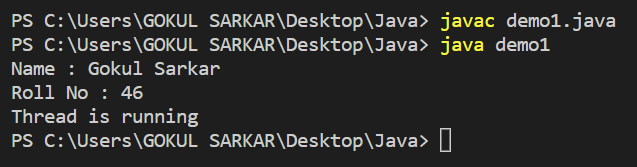 PS C:\Users\GOKUL SARKAR\Desktop\Java> javac demo1.java
PS C:\Users\GOKUL SARKAR\Desktop\Java> java demo1
Name : Gokul Sarkar
Roll No : 46
Thread is running
PS C:\Users\GOKUL SARKAR\Desktop\Java>